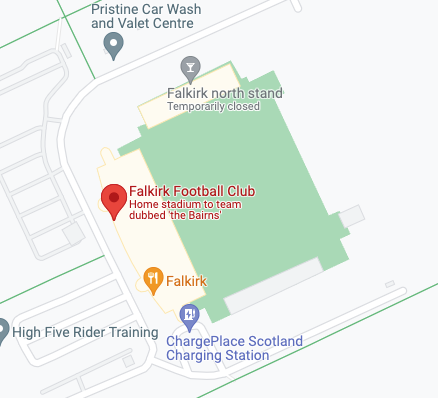 Pristine Car Wash
and Valet Centre
Falkirk north stand
Temporarily closed
Falkirk Football Club
Home stadium to team
dubbed 'the Bairns'
Falkirk
High Five Rider Training
ChargePlace Scotland
Charging Station